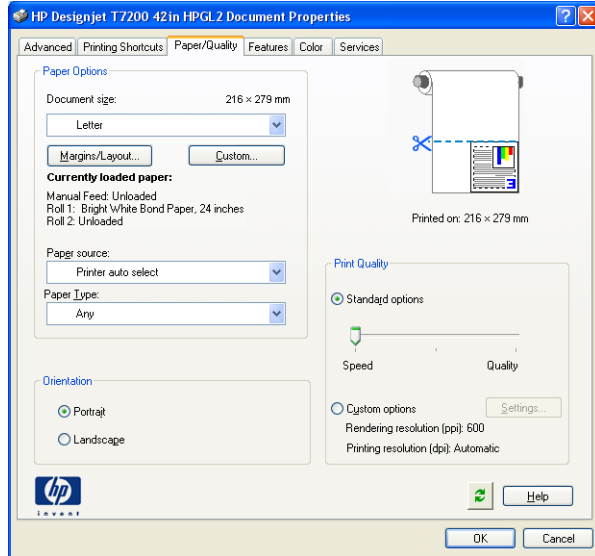 HP Designjet T7200 42in HPGL2 Document Properties
Advanced Printing Shortcuts Paper/Quality Features Color Services
Paper Options
Document size: 216 × 279 mm
Letter
Margins/Layout... Custom...
Currently loaded paper:
Manual Feed: Unloaded
Roll 1: Bright White Bond Paper, 24 inches
Roll 2: Unloaded
Paper source:
Printer auto select
Paper Type:
Any
Orientation
Portrait
Landscape
3
Printed on: 216 × 279 mm
Print Quality
Standard options
Speed Quality
Custom options Settings...
Rendering resolution (ppi): 600
Printing resolution (dpi): Automatic
hp
invent
Help
OK Cancel